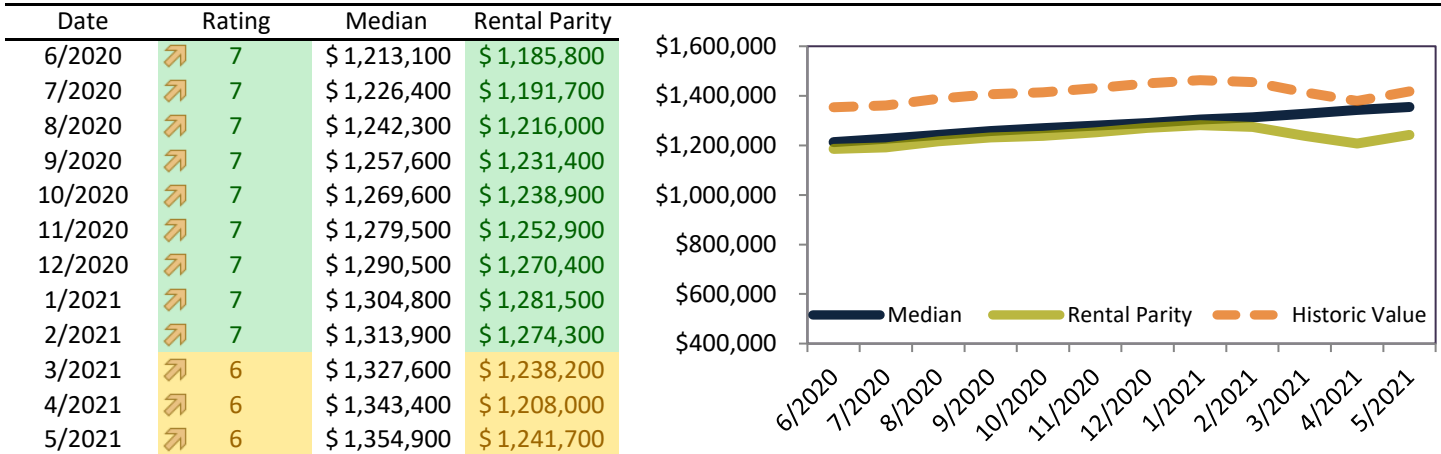 Date Rating Median Rental Parity
6/2020 7 $ 1,213,100 $ 1,185,800
7/2020 7 $ 1,226,400 $ 1,191,700
8/2020 7 $ 1,242,300 $ 1,216,000
9/2020 7 $ 1,257,600 $ 1,231,400
10/2020 7 $ 1,269,600 $ 1,238,900
11/2020 7 $ 1,279,500 $ 1,252,900
12/2020 7 $ 1,290,500 $ 1,270,400
1/2021 7 $ 1,304,800 $ 1,281,500
2/2021 7 $ 1,313,900 $ 1,274,300
3/2021 6 $ 1,327,600 $ 1,238,200
4/2021 6 $ 1,343,400 $ 1,208,000
5/2021 6 $ 1,354,900 $ 1,241,700
$1,600,000
$1,400,000
$1,200,000
$1,000,000
$800,000
$600,000
$400,000
Median Rental Parity Historic Value
6/2020 7/2020 8/2020 9/2020 10/2020 11/2020 12/2020 1/2021 2/2021 3/2021 4/2021 5/2021